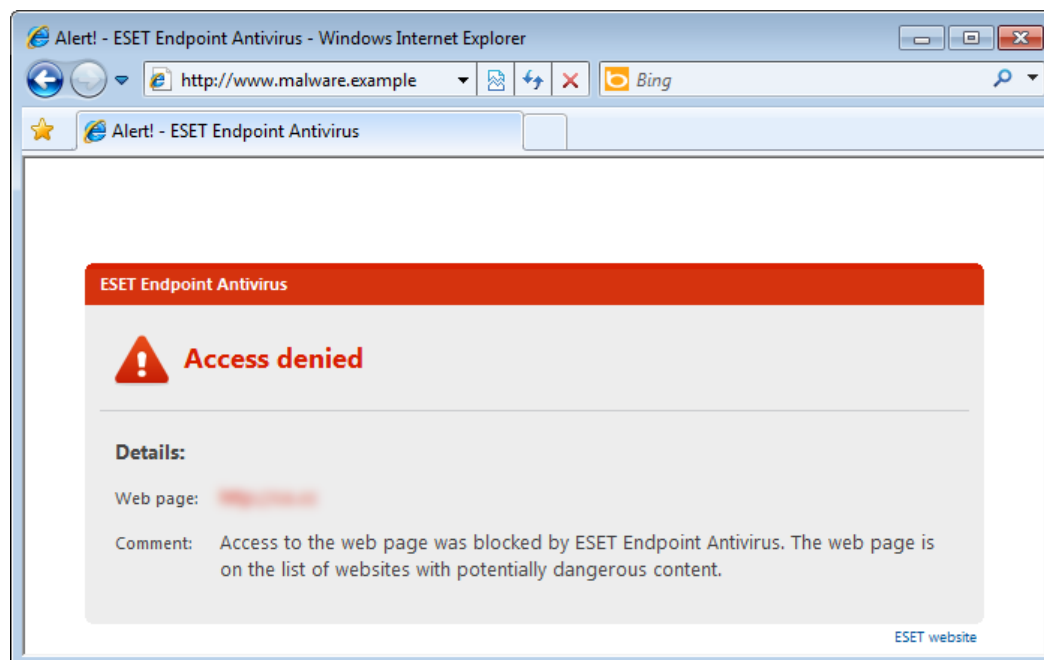 Alert! - ESET Endpoint Antivirus - Windows Internet Explorer
http://www.malware.example
Bing
Alert! - ESET Endpoint Antivirus
ESET Endpoint Antivirus
Access denied
Details:
Web page:
Comment: Access to the web page was blocked by ESET Endpoint Antivirus. The web page is
on the list of websites with potentially dangerous content.
ESET website